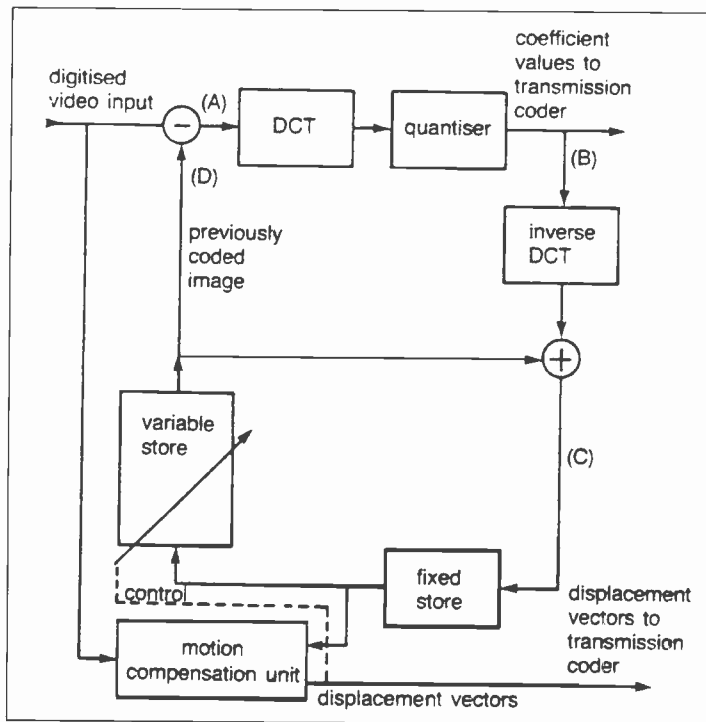 digitised
video input
(A)
DCT
quantiser
coefficient
values to
transmission
coder
(B)
(D)
previously
coded
image
inverse
DCT
variable
store
(C)
control
fixed
store
motion
compensation unit
displacement
vectors to
transmission
coder
displacement vectors